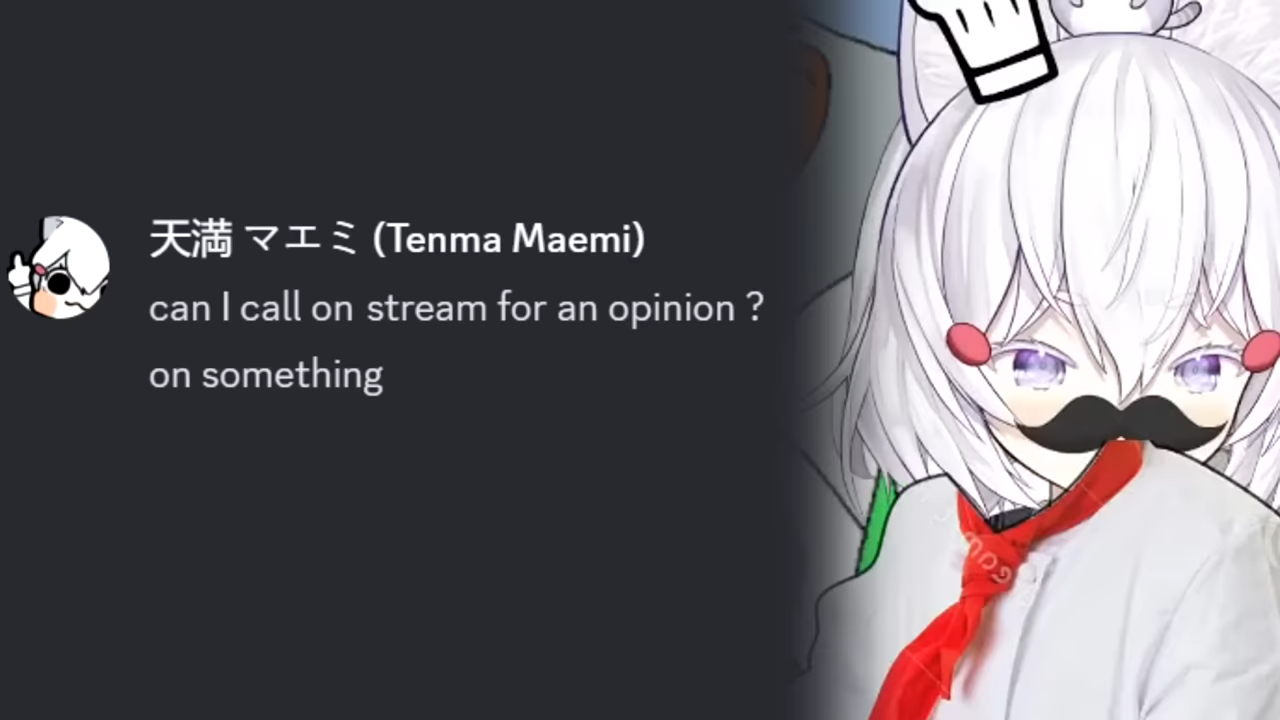 天満 マエミ (Tenma Maemi)
can I call on stream for an opinion ?
on something